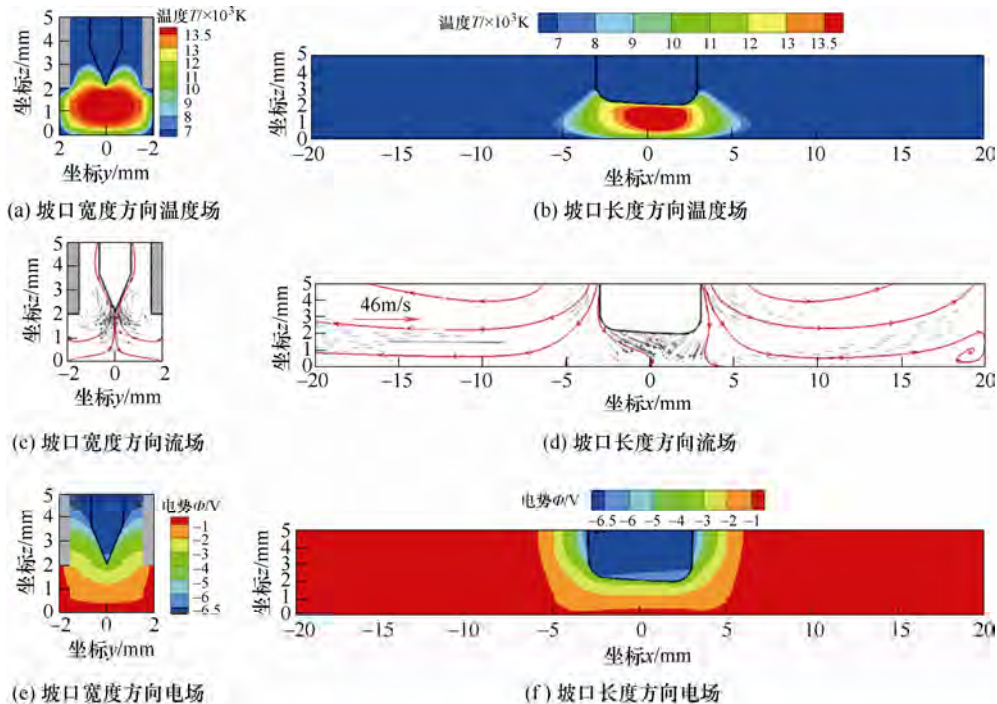 温度T/×10³K
13.5
13
12
11
10
9
8
7
坐标z/mm
5
4
3
2
1
0
2
0
−2
坐标y/mm
(a) 坡口宽度方向温度场
温度T/×10³K
7 8 9 10 11 12 13 13.5
坐标z/mm
5
4
3
2
1
0
−20 −15 −10 −5 0 5 10 15 20
坐标x/mm
(b) 坡口长度方向温度场
坐标z/mm
5
4
3
2
1
0
−2 0 2
坐标y/mm
(c) 坡口宽度方向流场
坐标z/mm
5
4
3
2
1
0
46m/s
−20 −15 −10 −5 0 5 10 15 20
坐标x/mm
(d) 坡口长度方向流场
电势Φ/V
−1
−2
−3
−4
−5
−6
−6.5
坐标z/mm
5
4
3
2
1
0
−2 0 2
坐标y/mm
(e) 坡口宽度方向电场
电势Φ/V
−6.5 −6 −5 −4 −3 −2 −1
坐标z/mm
5
4
3
2
1
0
−20 −15 −10 −5 0 5 10 15 20
坐标x/mm
(f) 坡口长度方向电场